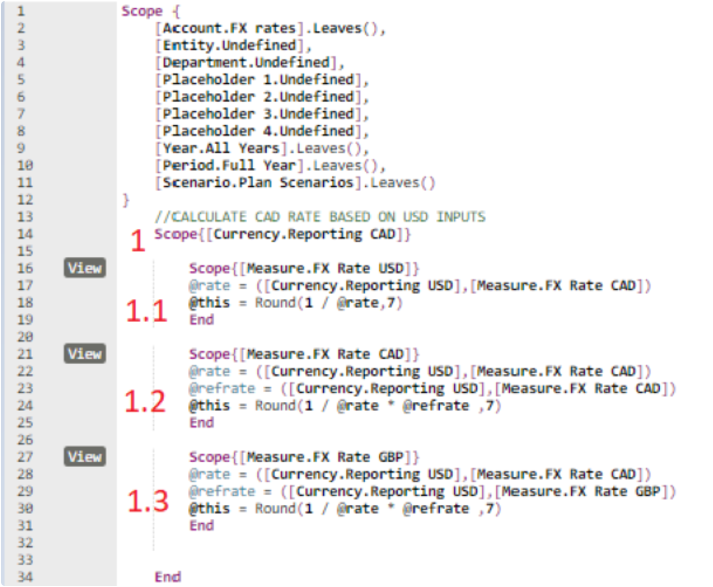 1 Scope {
2 [Account.FX rates].Leaves(),
3 [Entity.Undefined],
4 [Department.Undefined],
5 [Placeholder 1.Undefined],
6 [Placeholder 2.Undefined],
7 [Placeholder 3.Undefined],
8 [Placeholder 4.Undefined],
9 [Year.All Years].Leaves(),
10 [Period.Full Year].Leaves(),
11 [Scenario.Plan Scenarios].Leaves()
12 }
13 //CALCULATE CAD RATE BASED ON USD INPUTS
14 Scope{[Currency.Reporting CAD]}
1
15
16 View Scope{[Measure.FX Rate USD]}
17 @rate = ([Currency.Reporting USD],[Measure.FX Rate CAD])
18 @this = Round(1 / @rate,7)
1.1
19 End
20
21 View Scope{[Measure.FX Rate CAD]}
22 @rate = ([Currency.Reporting USD],[Measure.FX Rate CAD])
23 @refrate = ([Currency.Reporting USD],[Measure.FX Rate CAD])
24 @this = Round(1 / @rate * @refrate ,7)
1.2
25 End
26
27 View Scope{[Measure.FX Rate GBP]}
28 @rate = ([Currency.Reporting USD],[Measure.FX Rate CAD])
29 @refrate = ([Currency.Reporting USD],[Measure.FX Rate GBP])
30 @this = Round(1 / @rate * @refrate ,7)
1.3
31 End
32
33
34 End